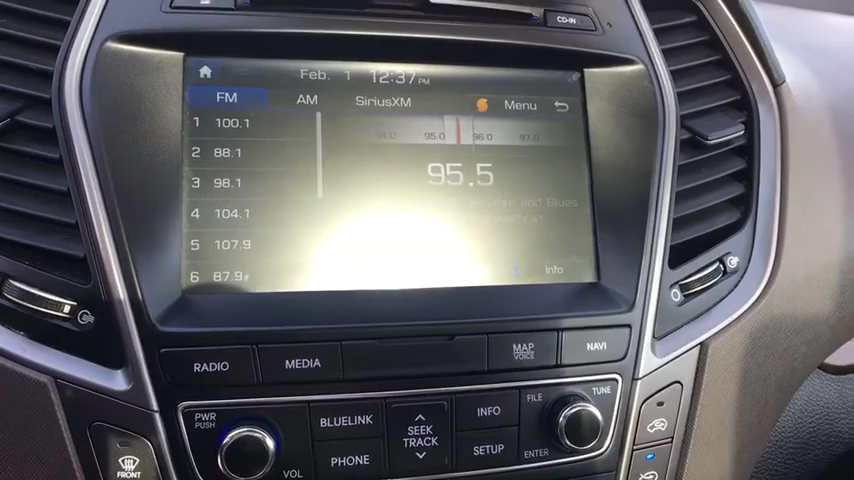 CD-IN
Feb. 1 12:37 PM
FM AM SiriusXM Menu
1 100.1
2 88.1
3 98.1
4 104.1
5 107.9
6 87.9
94.0 95.0 96.0 97.0
95.5
Rhythm and Blues
at
Info
RADIO MEDIA MAP VOICE NAVI
PWR PUSH
VOL
BLUELINK
PHONE
SEEK
TRACK
INFO
SETUP
FILE
TUNE
ENTER
FRONT